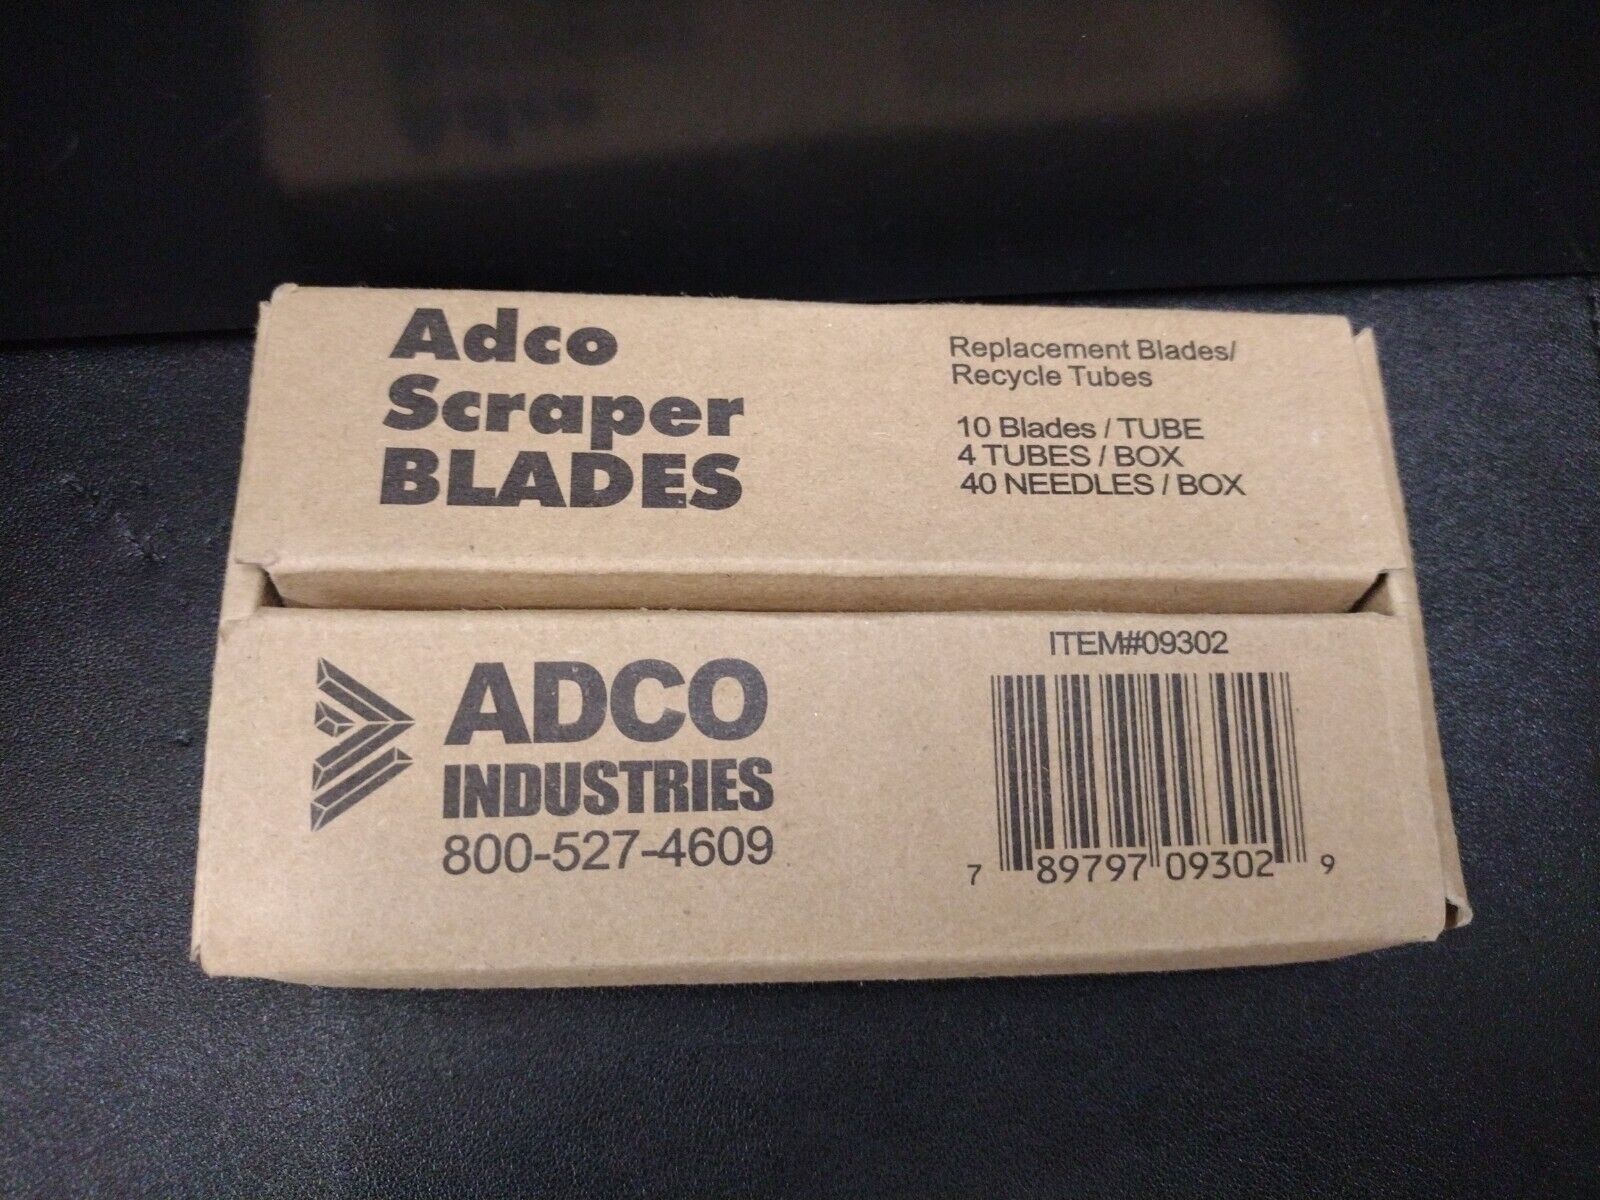 Adco
Scraper
BLADES
Replacement Blades/
Recycle Tubes
10 Blades / TUBE
4 TUBES / BOX
40 NEEDLES / BOX
ADCO
INDUSTRIES
800-527-4609
ITEM#09302
7 89797 09302 9